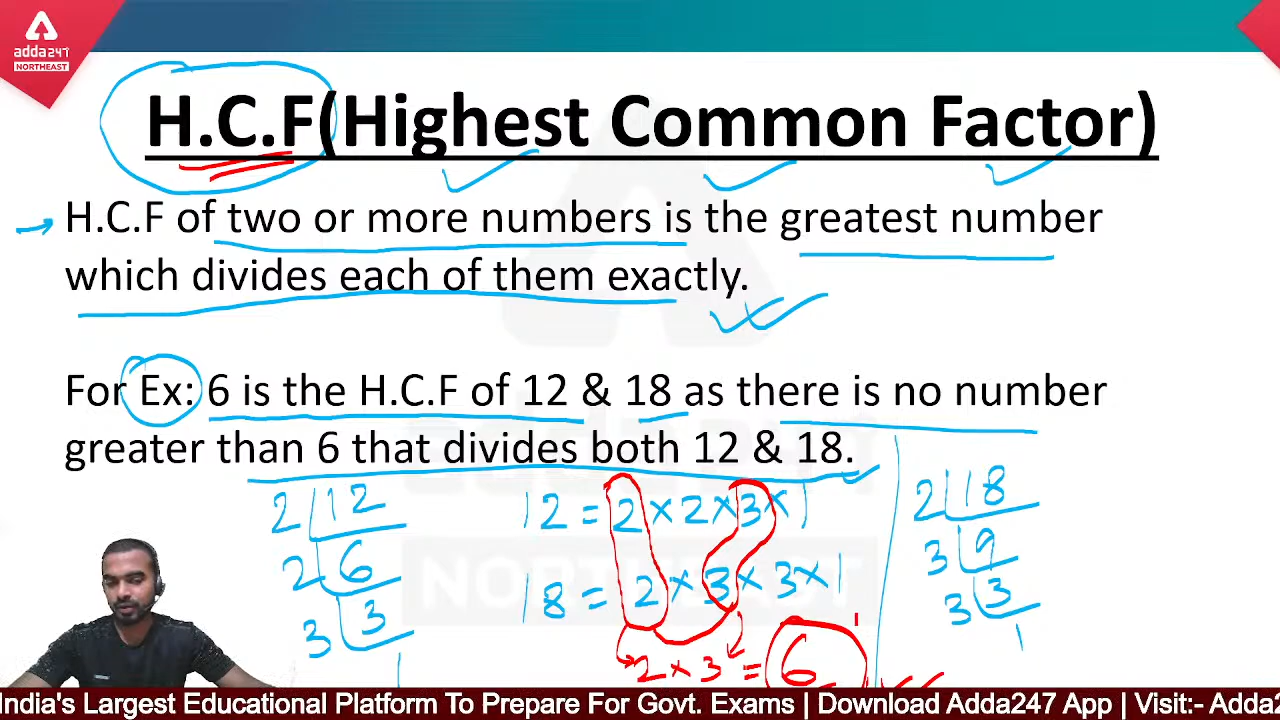 adda247
NORTHEAST
H.C.F(Highest Common Factor)
H.C.F of two or more numbers is the greatest number
which divides each of them exactly.
For Ex: 6 is the H.C.F of 12 & 18 as there is no number
greater than 6 that divides both 12 & 18.
2 | 12
2 | 6
3 | 3
1
12 = 2 × 2 × 3 × 1
18 = 2 × 3 × 3 × 1
2 × 3 = 6
2 | 18
3 | 9
3 | 3
1
adda247
NORTHEAST
India's Largest Educational Platform To Prepare For Govt. Exams | Download Adda247 App | Visit:- Adda2